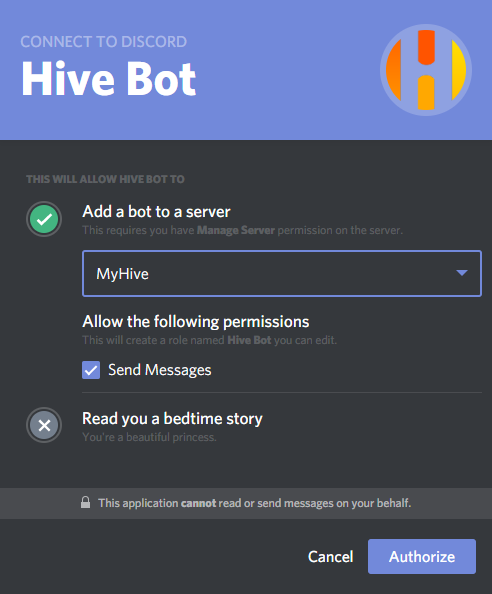 CONNECT TO DISCORD
Hive Bot
THIS WILL ALLOW HIVE BOT TO
Add a bot to a server
This requires you have Manage Server permission on the server.
MyHive
Allow the following permissions
This will create a role named Hive Bot you can edit.
Send Messages
Read you a bedtime story
You're a beautiful princess.
This application cannot read or send messages on your behalf.
Cancel Authorize